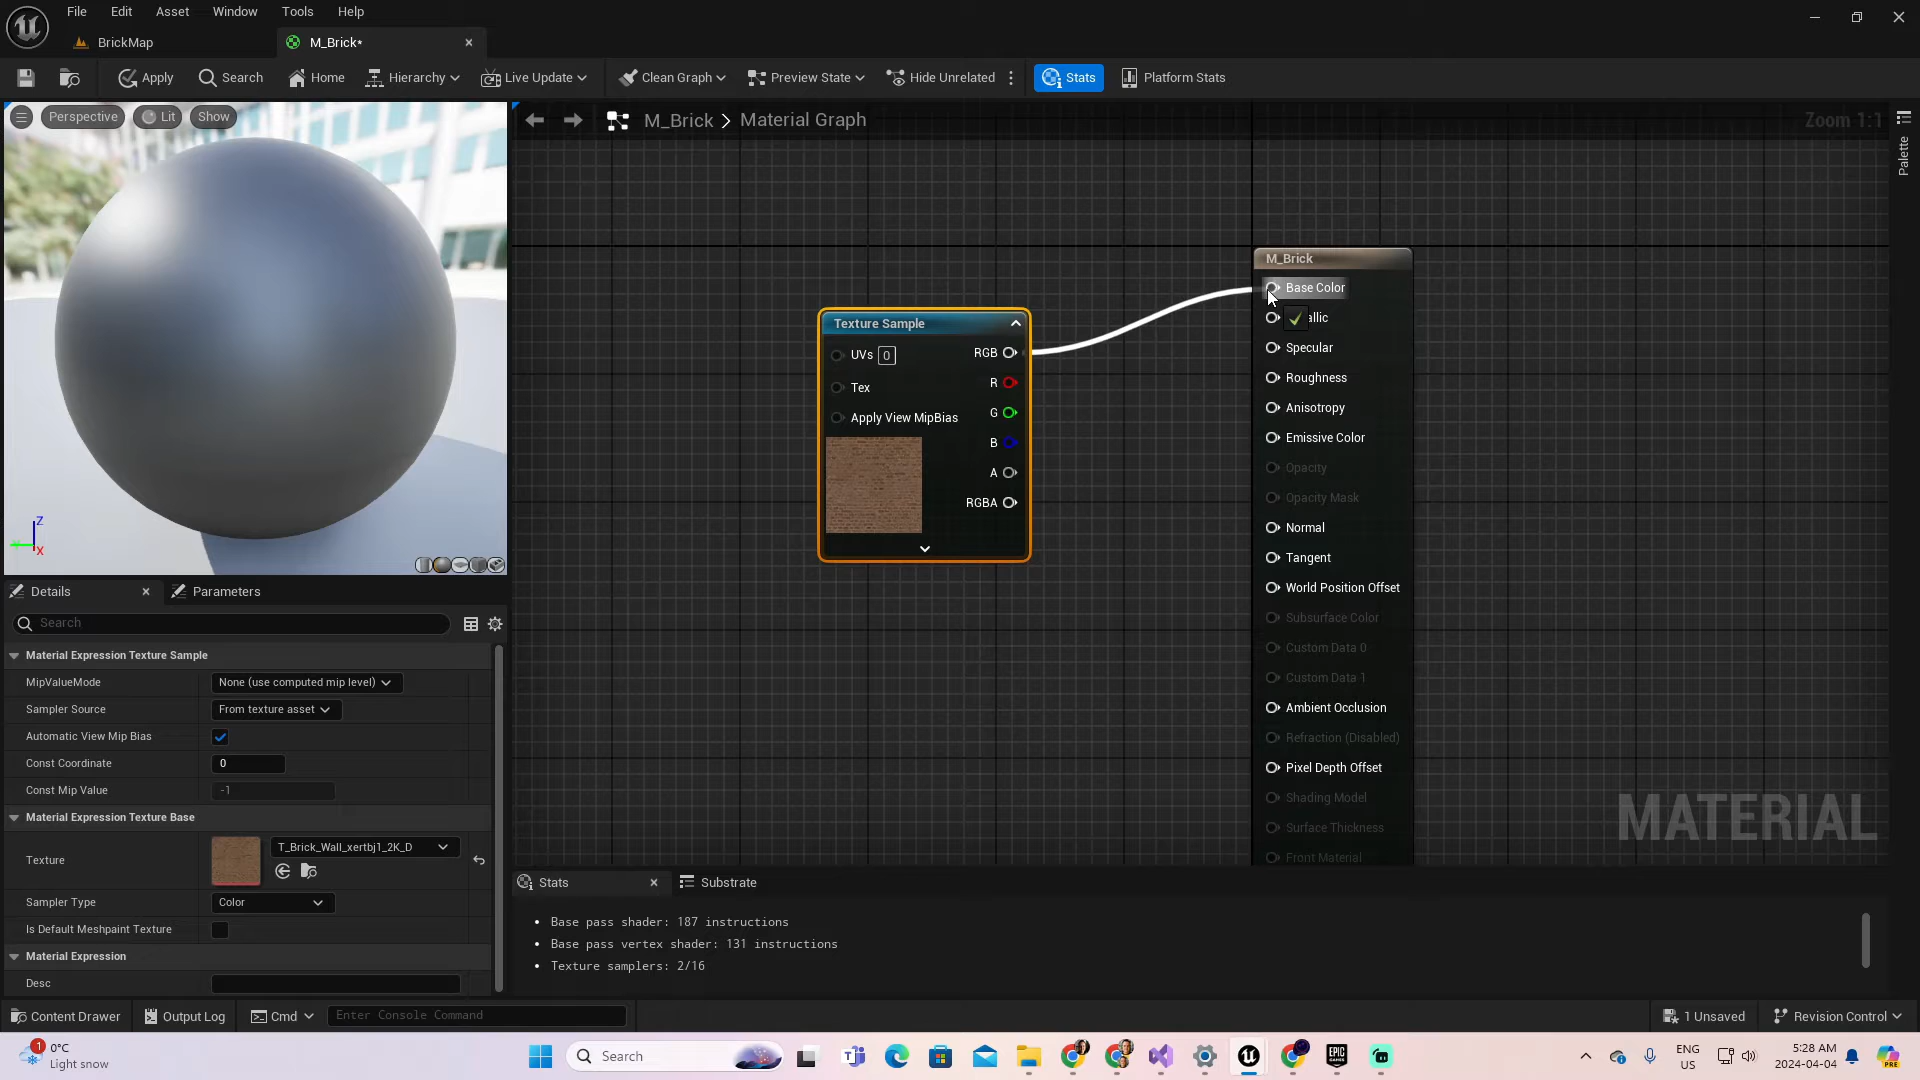 File Edit Asset Window Tools Help
BrickMap M_Brick*
Apply Search Home Hierarchy Live Update Clean Graph Preview State Hide Unrelated Stats Platform Stats
Perspective Lit Show
M_Brick > Material Graph Zoom 1:1
Palette
M_Brick
Base Color
Specular
Roughness
Anisotropy
Emissive Color
Opacity
Opacity Mask
Normal
Tangent
World Position Offset
Subsurface Color
Custom Data 0
Custom Data 1
Ambient Occlusion
Refraction (Disabled)
Pixel Depth Offset
Shading Model
Surface Thickness
Front Material
Texture Sample
UVs 0 RGB
R
Tex
G
Apply View MipBias
B
A
RGBA
MATERIAL
Z
X
Details Parameters
Search
Material Expression Texture Sample
MipValueMode None (use computed mip level)
Sampler Source From texture asset
Automatic View Mip Bias
Const Coordinate 0
Const Mip Value -1
Material Expression Texture Base
Texture T_Brick_Wall_xertbj1_2K_D
Sampler Type Color
Is Default Meshpaint Texture
Material Expression
Desc
Stats Substrate
• Base pass shader: 187 instructions
• Base pass vertex shader: 131 instructions
• Texture samplers: 2/16
Content Drawer Output Log Cmd Enter Console Command 1 Unsaved Revision Control
1 0°C
Light snow
Search
ENG
US
5:28 AM
2024-04-04
PRE